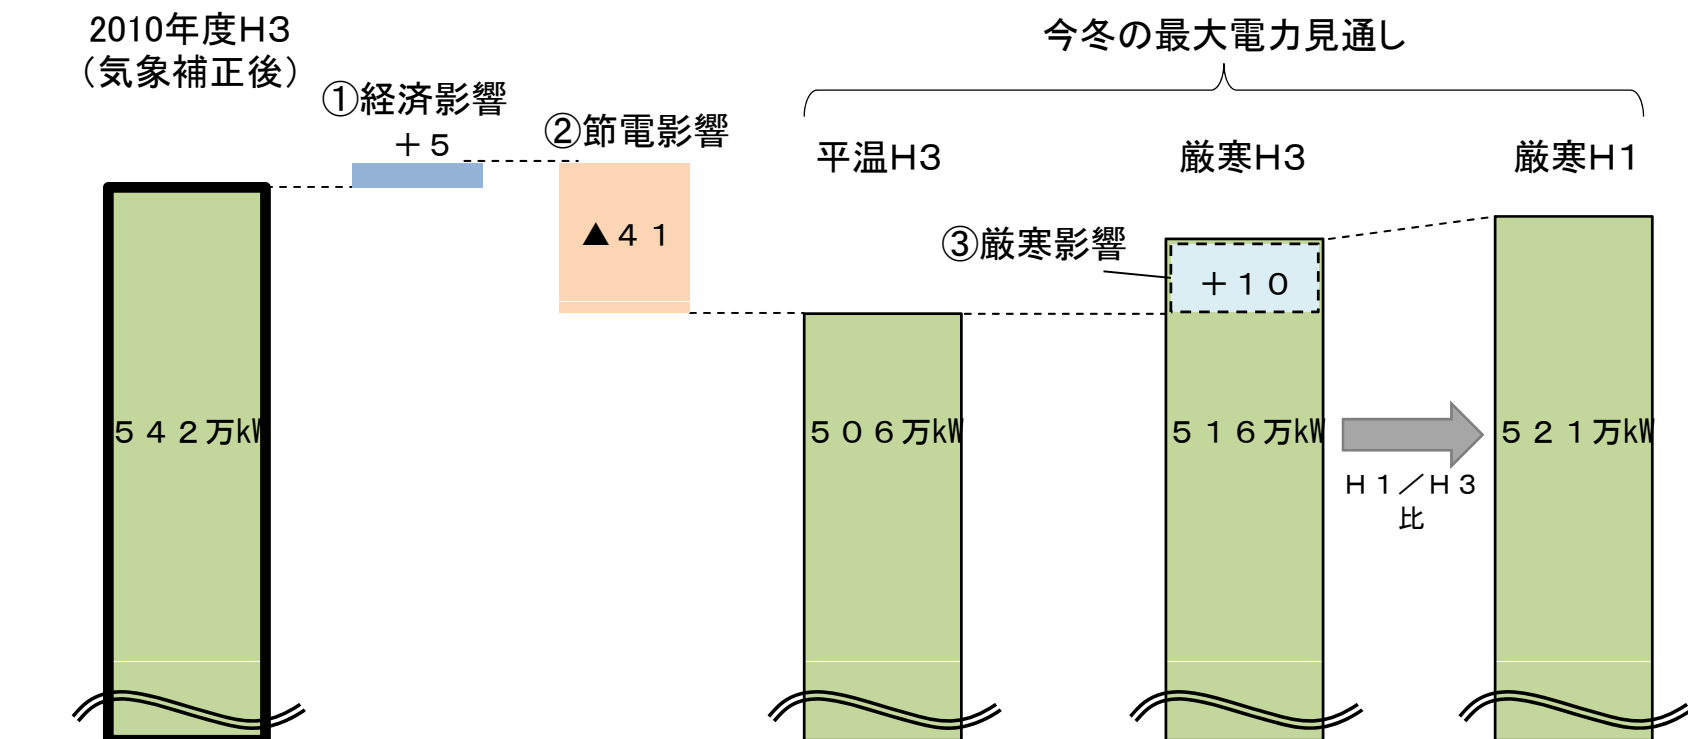 2010年度H3
（気象補正後）
①経済影響
＋５
②節電影響
▲４１
今冬の最大電力見通し
平温H3
厳寒H3
厳寒H1
③厳寒影響
＋１０
５４２万kW
５０６万kW
５１６万kW
５２１万kW
Ｈ１／Ｈ３
比